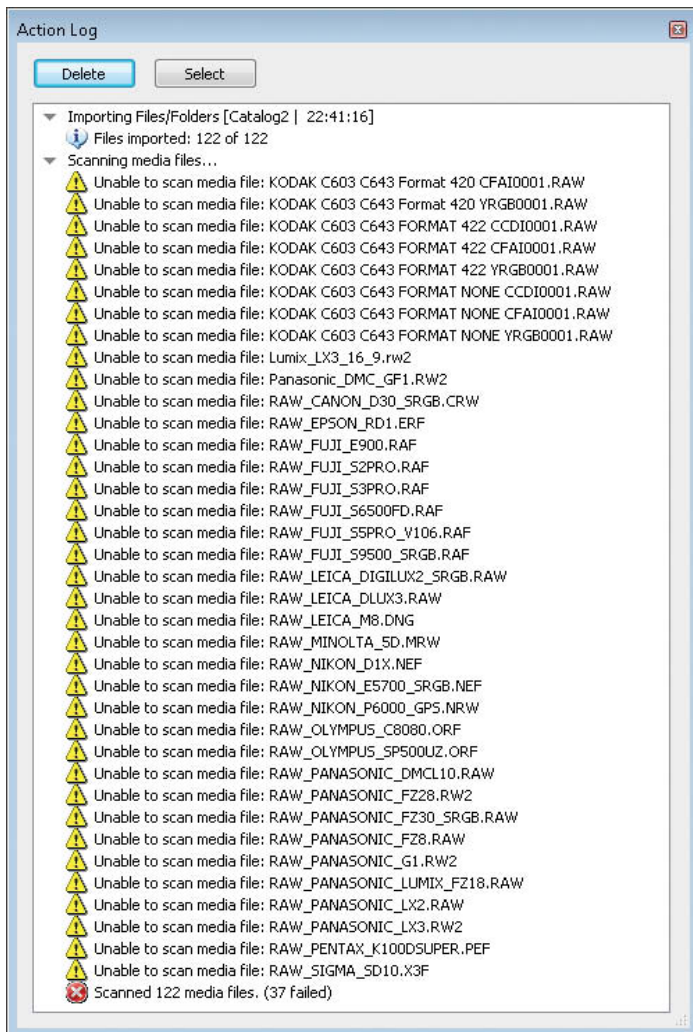 Action Log
Delete Select
Importing Files/Folders [Catalog2 | 22:41:16]
Files imported: 122 of 122
Scanning media files...
Unable to scan media file: KODAK C603 C643 Format 420 CFAI0001.RAW
Unable to scan media file: KODAK C603 C643 Format 420 YRGB0001.RAW
Unable to scan media file: KODAK C603 C643 FORMAT 422 CCDI0001.RAW
Unable to scan media file: KODAK C603 C643 FORMAT 422 CFAI0001.RAW
Unable to scan media file: KODAK C603 C643 FORMAT 422 YRGB0001.RAW
Unable to scan media file: KODAK C603 C643 FORMAT NONE CCDI0001.RAW
Unable to scan media file: KODAK C603 C643 FORMAT NONE CFAI0001.RAW
Unable to scan media file: KODAK C603 C643 FORMAT NONE YRGB0001.RAW
Unable to scan media file: Lumix_LX3_16_9.rw2
Unable to scan media file: Panasonic_DMC_GF1.RW2
Unable to scan media file: RAW_CANON_D30_SRGB.CRW
Unable to scan media file: RAW_EPSON_RD1.ERF
Unable to scan media file: RAW_FUJI_E900.RAF
Unable to scan media file: RAW_FUJI_S2PRO.RAF
Unable to scan media file: RAW_FUJI_S3PRO.RAF
Unable to scan media file: RAW_FUJI_S6500FD.RAF
Unable to scan media file: RAW_FUJI_S5PRO_V106.RAF
Unable to scan media file: RAW_FUJI_S9500_SRGB.RAF
Unable to scan media file: RAW_LEICA_DIGILUX2_SRGB.RAW
Unable to scan media file: RAW_LEICA_DLUX3.RAW
Unable to scan media file: RAW_LEICA_M8.DNG
Unable to scan media file: RAW_MINOLTA_5D.MRW
Unable to scan media file: RAW_NIKON_D1X.NEF
Unable to scan media file: RAW_NIKON_E5700_SRGB.NEF
Unable to scan media file: RAW_NIKON_P6000_GPS.NRW
Unable to scan media file: RAW_OLYMPUS_C8080.ORF
Unable to scan media file: RAW_OLYMPUS_SP500UZ.ORF
Unable to scan media file: RAW_PANASONIC_DMCL10.RAW
Unable to scan media file: RAW_PANASONIC_FZ28.RW2
Unable to scan media file: RAW_PANASONIC_FZ30_SRGB.RAW
Unable to scan media file: RAW_PANASONIC_FZ8.RAW
Unable to scan media file: RAW_PANASONIC_G1.RW2
Unable to scan media file: RAW_PANASONIC_LUMIX_FZ18.RAW
Unable to scan media file: RAW_PANASONIC_LX2.RAW
Unable to scan media file: RAW_PANASONIC_LX3.RW2
Unable to scan media file: RAW_PENTAX_K100DSUPER.PEF
Unable to scan media file: RAW_SIGMA_SD10.X3F
Scanned 122 media files. (37 failed)